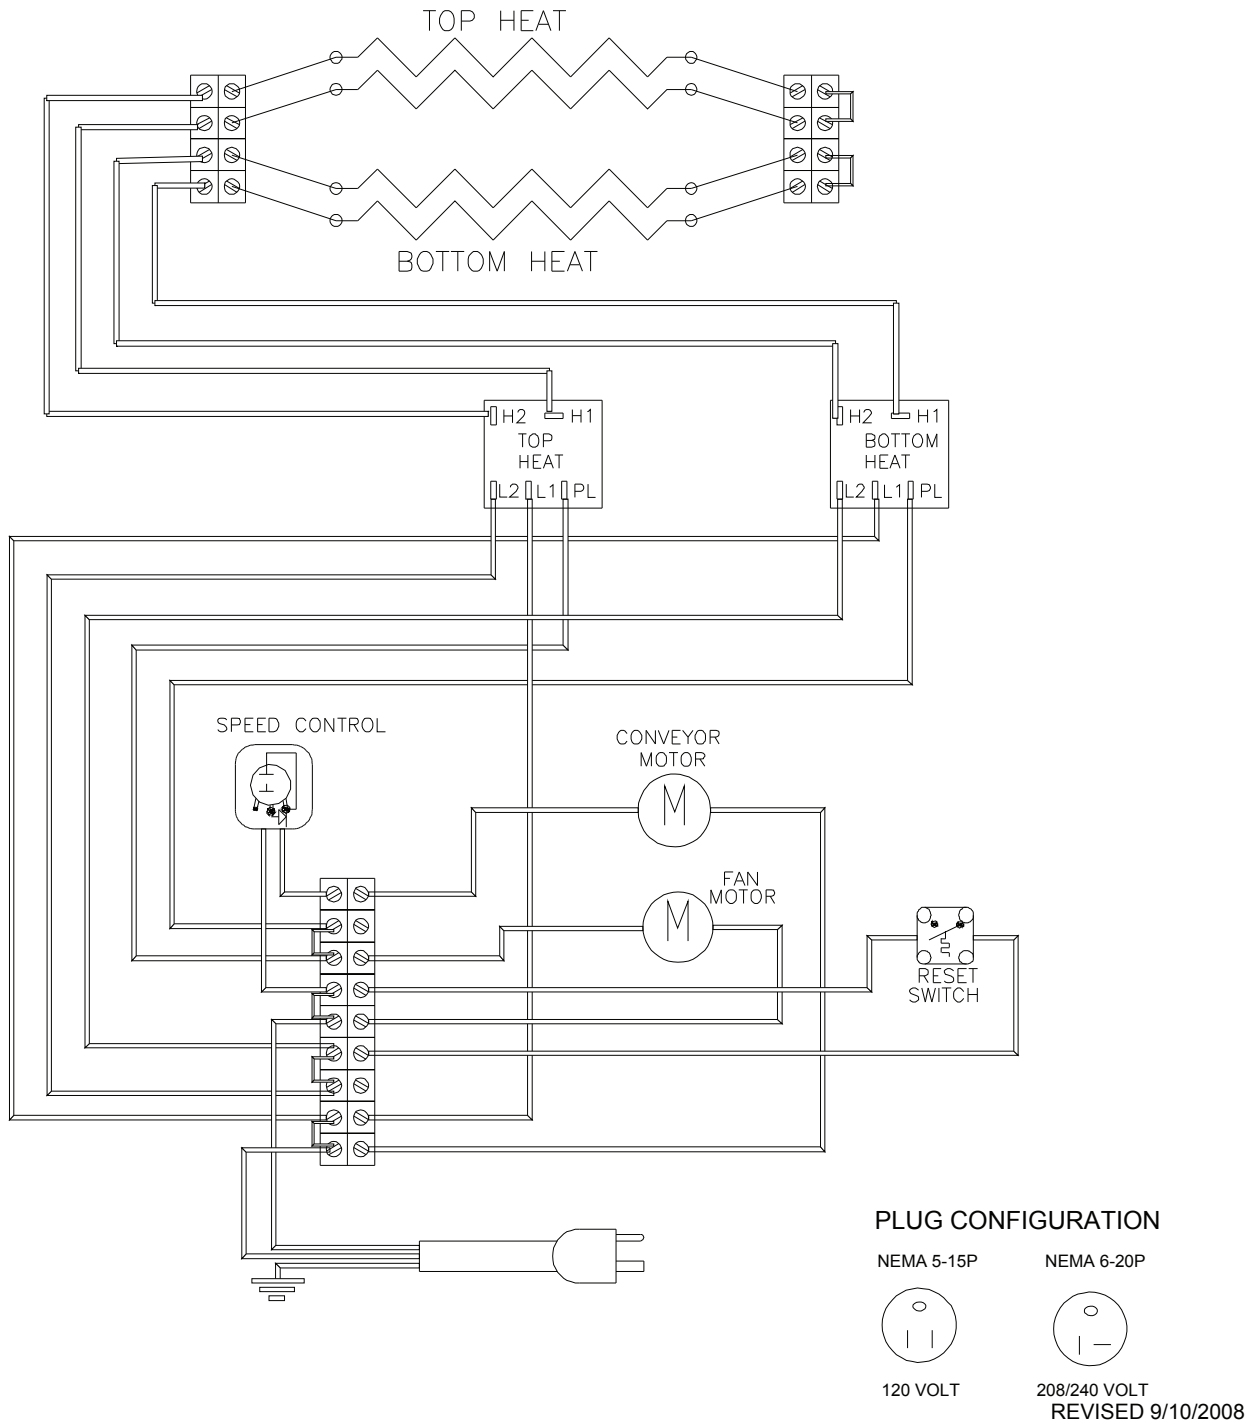 TOP HEAT
BOTTOM HEAT
H2 H1
TOP
HEAT
L2 L1 PL
H2 H1
BOTTOM
HEAT
L2 L1 PL
SPEED CONTROL
CONVEYOR
MOTOR
M
FAN
MOTOR
M
RESET
SWITCH
PLUG CONFIGURATION
NEMA 5-15P NEMA 6-20P
120 VOLT 208/240 VOLT
REVISED 9/10/2008